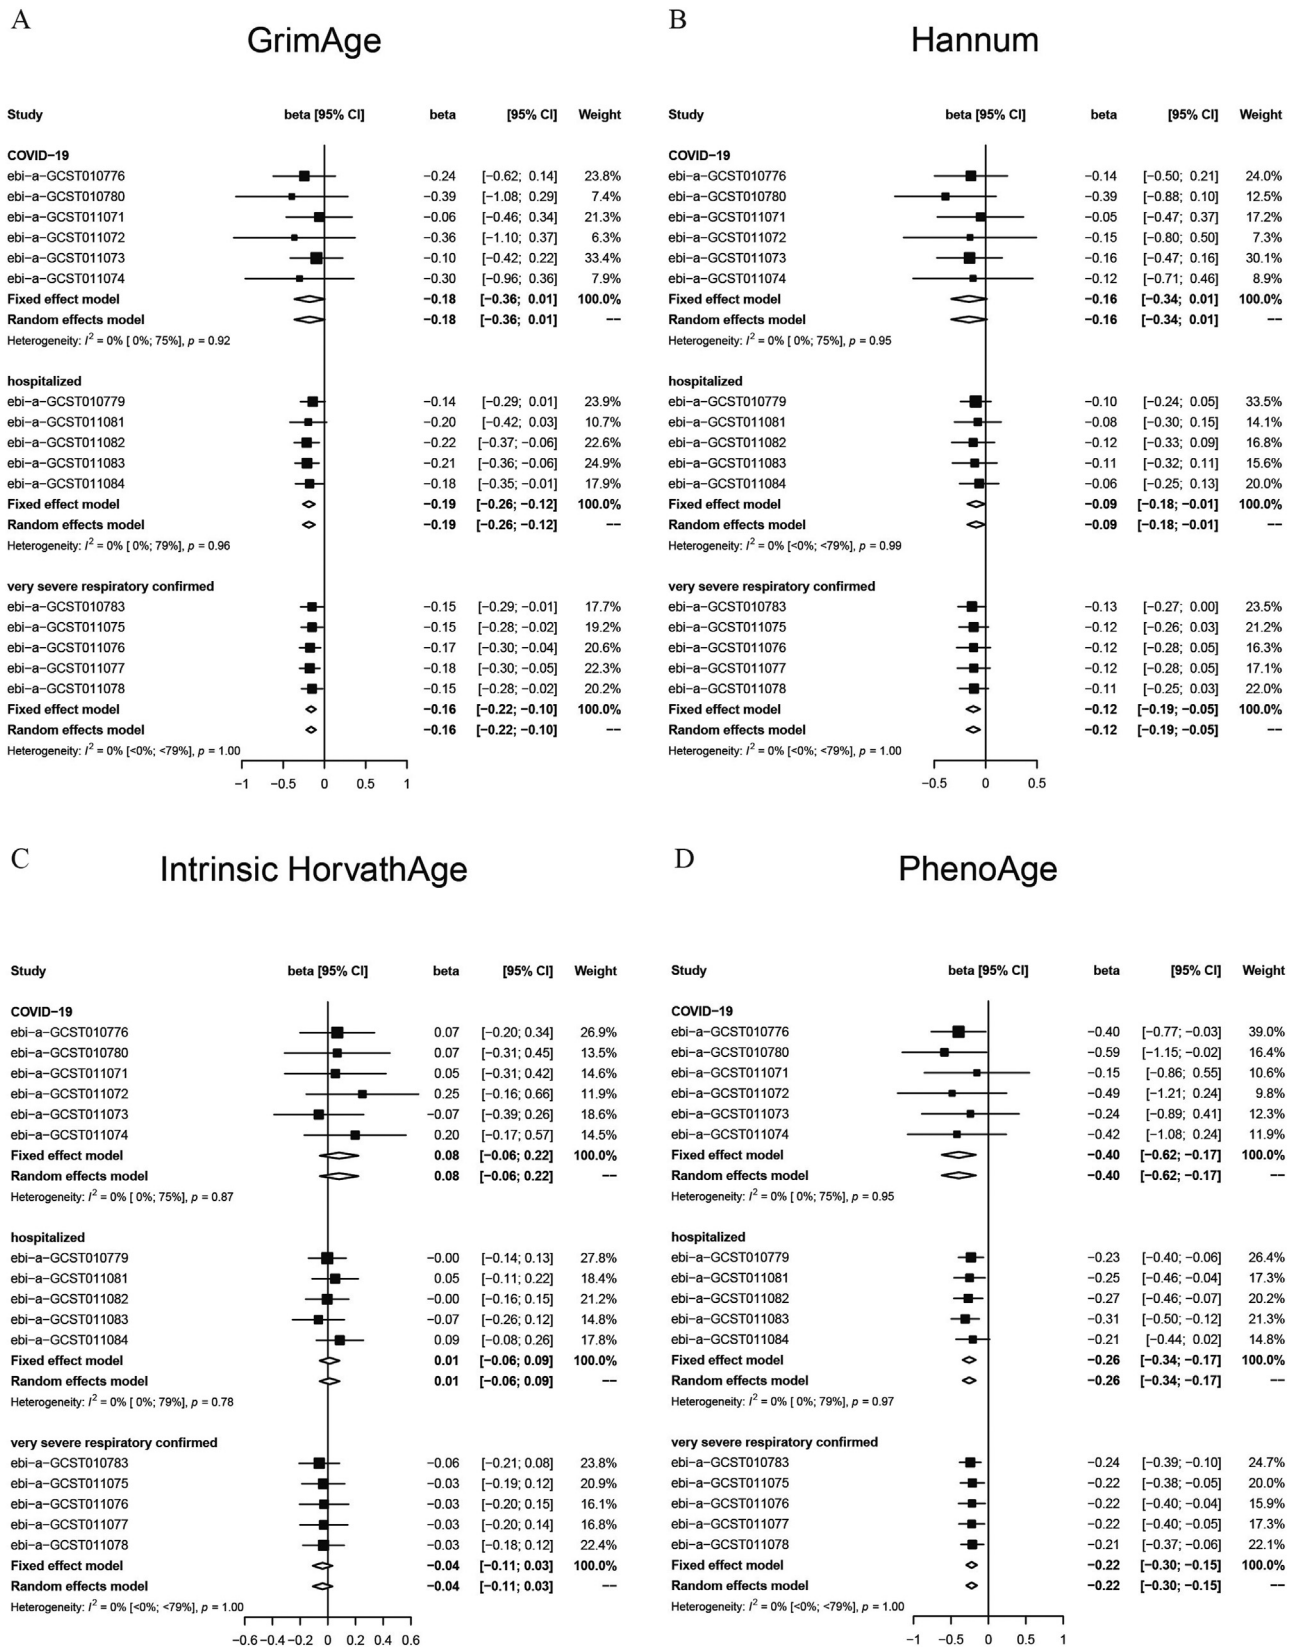 A
GrimAge
Study beta [95% CI] beta [95% CI] Weight
COVID−19
ebi−a−GCST010776 −0.24 [−0.62; 0.14] 23.8%
ebi−a−GCST010780 −0.39 [−1.08; 0.29] 7.4%
ebi−a−GCST011071 −0.06 [−0.46; 0.34] 21.3%
ebi−a−GCST011072 −0.36 [−1.10; 0.37] 6.3%
ebi−a−GCST011073 −0.10 [−0.42; 0.22] 33.4%
ebi−a−GCST011074 −0.30 [−0.96; 0.36] 7.9%
Fixed effect model −0.18 [−0.36; 0.01] 100.0%
Random effects model −0.18 [−0.36; 0.01] −−
Heterogeneity: I² = 0% [ 0%; 75%], p = 0.92
hospitalized
ebi−a−GCST010779 −0.14 [−0.29; 0.01] 23.9%
ebi−a−GCST011081 −0.20 [−0.42; 0.03] 10.7%
ebi−a−GCST011082 −0.22 [−0.37; −0.06] 22.6%
ebi−a−GCST011083 −0.21 [−0.36; −0.06] 24.9%
ebi−a−GCST011084 −0.18 [−0.35; −0.01] 17.9%
Fixed effect model −0.19 [−0.26; −0.12] 100.0%
Random effects model −0.19 [−0.26; −0.12] −−
Heterogeneity: I² = 0% [ 0%; 79%], p = 0.96
very severe respiratory confirmed
ebi−a−GCST010783 −0.15 [−0.29; −0.01] 17.7%
ebi−a−GCST011075 −0.15 [−0.28; −0.02] 19.2%
ebi−a−GCST011076 −0.17 [−0.30; −0.04] 20.6%
ebi−a−GCST011077 −0.18 [−0.30; −0.05] 22.3%
ebi−a−GCST011078 −0.15 [−0.28; −0.02] 20.2%
Fixed effect model −0.16 [−0.22; −0.10] 100.0%
Random effects model −0.16 [−0.22; −0.10] −−
Heterogeneity: I² = 0% [<0%; <79%], p = 1.00
−1 −0.5 0 0.5 1
B
Hannum
Study beta [95% CI] beta [95% CI] Weight
COVID−19
ebi−a−GCST010776 −0.14 [−0.50; 0.21] 24.0%
ebi−a−GCST010780 −0.39 [−0.88; 0.10] 12.5%
ebi−a−GCST011071 −0.05 [−0.47; 0.37] 17.2%
ebi−a−GCST011072 −0.15 [−0.80; 0.50] 7.3%
ebi−a−GCST011073 −0.16 [−0.47; 0.16] 30.1%
ebi−a−GCST011074 −0.12 [−0.71; 0.46] 8.9%
Fixed effect model −0.16 [−0.34; 0.01] 100.0%
Random effects model −0.16 [−0.34; 0.01] −−
Heterogeneity: I² = 0% [ 0%; 75%], p = 0.95
hospitalized
ebi−a−GCST010779 −0.10 [−0.24; 0.05] 33.5%
ebi−a−GCST011081 −0.08 [−0.30; 0.15] 14.1%
ebi−a−GCST011082 −0.12 [−0.33; 0.09] 16.8%
ebi−a−GCST011083 −0.11 [−0.32; 0.11] 15.6%
ebi−a−GCST011084 −0.06 [−0.25; 0.13] 20.0%
Fixed effect model −0.09 [−0.18; −0.01] 100.0%
Random effects model −0.09 [−0.18; −0.01] −−
Heterogeneity: I² = 0% [<0%; <79%], p = 0.99
very severe respiratory confirmed
ebi−a−GCST010783 −0.13 [−0.27; 0.00] 23.5%
ebi−a−GCST011075 −0.12 [−0.26; 0.03] 21.2%
ebi−a−GCST011076 −0.12 [−0.28; 0.05] 16.3%
ebi−a−GCST011077 −0.12 [−0.28; 0.05] 17.1%
ebi−a−GCST011078 −0.11 [−0.25; 0.03] 22.0%
Fixed effect model −0.12 [−0.19; −0.05] 100.0%
Random effects model −0.12 [−0.19; −0.05] −−
Heterogeneity: I² = 0% [<0%; <79%], p = 1.00
−0.5 0 0.5
C
Intrinsic HorvathAge
Study beta [95% CI] beta [95% CI] Weight
COVID−19
ebi−a−GCST010776 0.07 [−0.20; 0.34] 26.9%
ebi−a−GCST010780 0.07 [−0.31; 0.45] 13.5%
ebi−a−GCST011071 0.05 [−0.31; 0.42] 14.6%
ebi−a−GCST011072 0.25 [−0.16; 0.66] 11.9%
ebi−a−GCST011073 −0.07 [−0.39; 0.26] 18.6%
ebi−a−GCST011074 0.20 [−0.17; 0.57] 14.5%
Fixed effect model 0.08 [−0.06; 0.22] 100.0%
Random effects model 0.08 [−0.06; 0.22] −−
Heterogeneity: I² = 0% [ 0%; 75%], p = 0.87
hospitalized
ebi−a−GCST010779 −0.00 [−0.14; 0.13] 27.8%
ebi−a−GCST011081 0.05 [−0.11; 0.22] 18.4%
ebi−a−GCST011082 −0.00 [−0.16; 0.15] 21.2%
ebi−a−GCST011083 −0.07 [−0.26; 0.12] 14.8%
ebi−a−GCST011084 0.09 [−0.08; 0.26] 17.8%
Fixed effect model 0.01 [−0.06; 0.09] 100.0%
Random effects model 0.01 [−0.06; 0.09] −−
Heterogeneity: I² = 0% [ 0%; 79%], p = 0.78
very severe respiratory confirmed
ebi−a−GCST010783 −0.06 [−0.21; 0.08] 23.8%
ebi−a−GCST011075 −0.03 [−0.19; 0.12] 20.9%
ebi−a−GCST011076 −0.03 [−0.20; 0.15] 16.1%
ebi−a−GCST011077 −0.03 [−0.20; 0.14] 16.8%
ebi−a−GCST011078 −0.03 [−0.18; 0.12] 22.4%
Fixed effect model −0.04 [−0.11; 0.03] 100.0%
Random effects model −0.04 [−0.11; 0.03] −−
Heterogeneity: I² = 0% [<0%; <79%], p = 1.00
−0.6 −0.4 −0.2 0 0.2 0.4 0.6
D
PhenoAge
Study beta [95% CI] beta [95% CI] Weight
COVID−19
ebi−a−GCST010776 −0.40 [−0.77; −0.03] 39.0%
ebi−a−GCST010780 −0.59 [−1.15; −0.02] 16.4%
ebi−a−GCST011071 −0.15 [−0.86; 0.55] 10.6%
ebi−a−GCST011072 −0.49 [−1.21; 0.24] 9.8%
ebi−a−GCST011073 −0.24 [−0.89; 0.41] 12.3%
ebi−a−GCST011074 −0.42 [−1.08; 0.24] 11.9%
Fixed effect model −0.40 [−0.62; −0.17] 100.0%
Random effects model −0.40 [−0.62; −0.17] −−
Heterogeneity: I² = 0% [ 0%; 75%], p = 0.95
hospitalized
ebi−a−GCST010779 −0.23 [−0.40; −0.06] 26.4%
ebi−a−GCST011081 −0.25 [−0.46; −0.04] 17.3%
ebi−a−GCST011082 −0.27 [−0.46; −0.07] 20.2%
ebi−a−GCST011083 −0.31 [−0.50; −0.12] 21.3%
ebi−a−GCST011084 −0.21 [−0.44; 0.02] 14.8%
Fixed effect model −0.26 [−0.34; −0.17] 100.0%
Random effects model −0.26 [−0.34; −0.17] −−
Heterogeneity: I² = 0% [ 0%; 79%], p = 0.97
very severe respiratory confirmed
ebi−a−GCST010783 −0.24 [−0.39; −0.10] 24.7%
ebi−a−GCST011075 −0.22 [−0.38; −0.05] 20.0%
ebi−a−GCST011076 −0.22 [−0.40; −0.04] 15.9%
ebi−a−GCST011077 −0.22 [−0.40; −0.05] 17.3%
ebi−a−GCST011078 −0.21 [−0.37; −0.06] 22.1%
Fixed effect model −0.22 [−0.30; −0.15] 100.0%
Random effects model −0.22 [−0.30; −0.15] −−
Heterogeneity: I² = 0% [<0%; <79%], p = 1.00
−1 −0.5 0 0.5 1